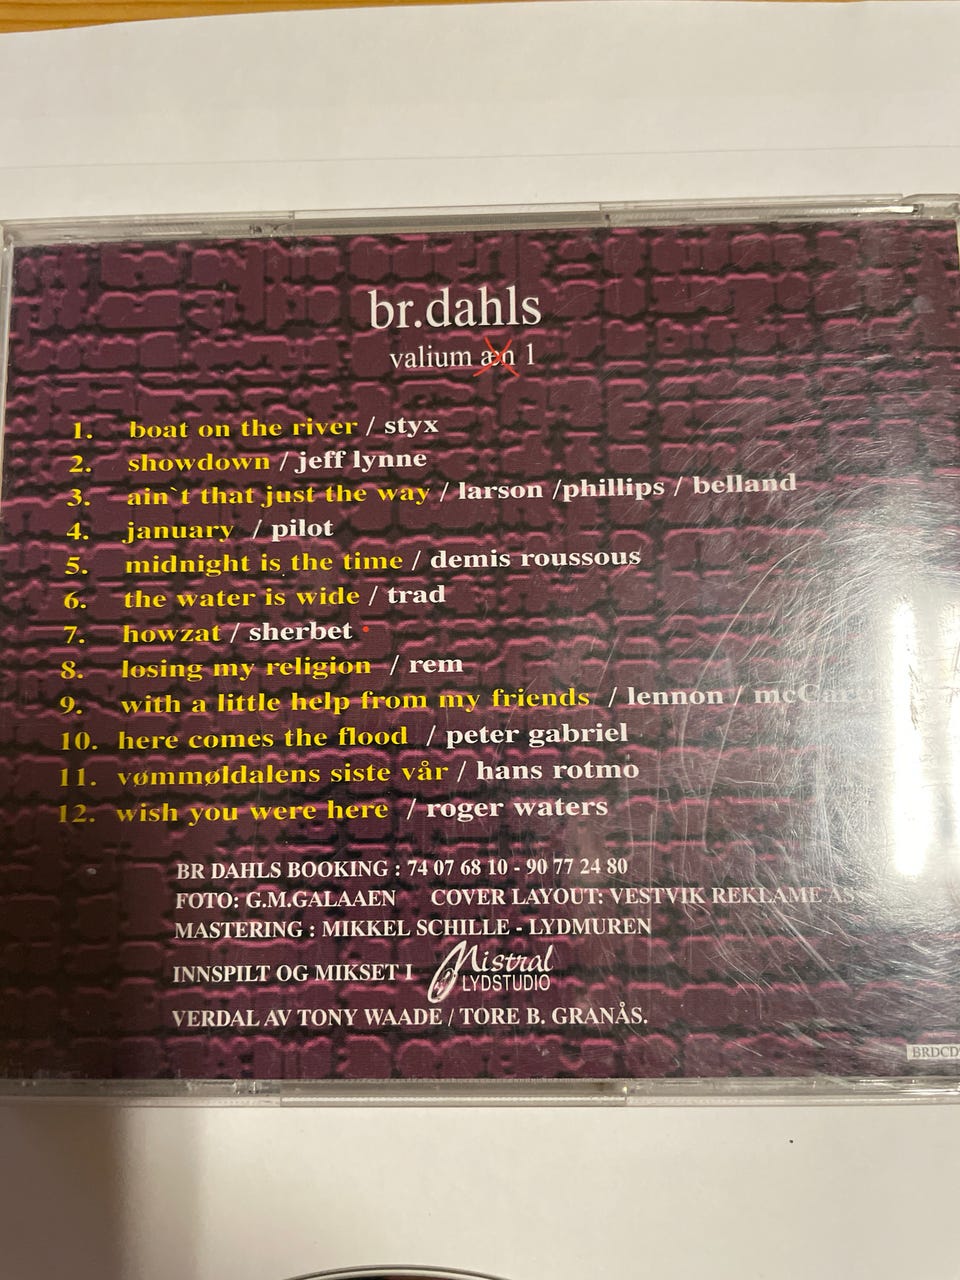 br.dahls
valium æn 1
1. boat on the river / styx
2. showdown / jeff lynne
3. ain`t that just the way / larson /phillips / belland
4. january / pilot
5. midnight is the time / demis roussous
6. the water is wide / trad
7. howzat / sherbet
8. losing my religion / rem
9. with a little help from my friends / lennon /
10. here comes the flood / peter gabriel
11. vømmøldalens siste vår / hans rotmo
12. wish you were here / roger waters
BR DAHLS BOOKING : 74 07 68 10 - 90 77 24 80
FOTO: G.M.GALAAEN COVER LAYOUT: VESTVIK REKLAME AS
MASTERING : MIKKEL SCHILLE - LYDMUREN
INNSPILT OG MIKSET I Mistral
LYDSTUDIO
VERDAL AV TONY WAADE / TORE B. GRANÅS.